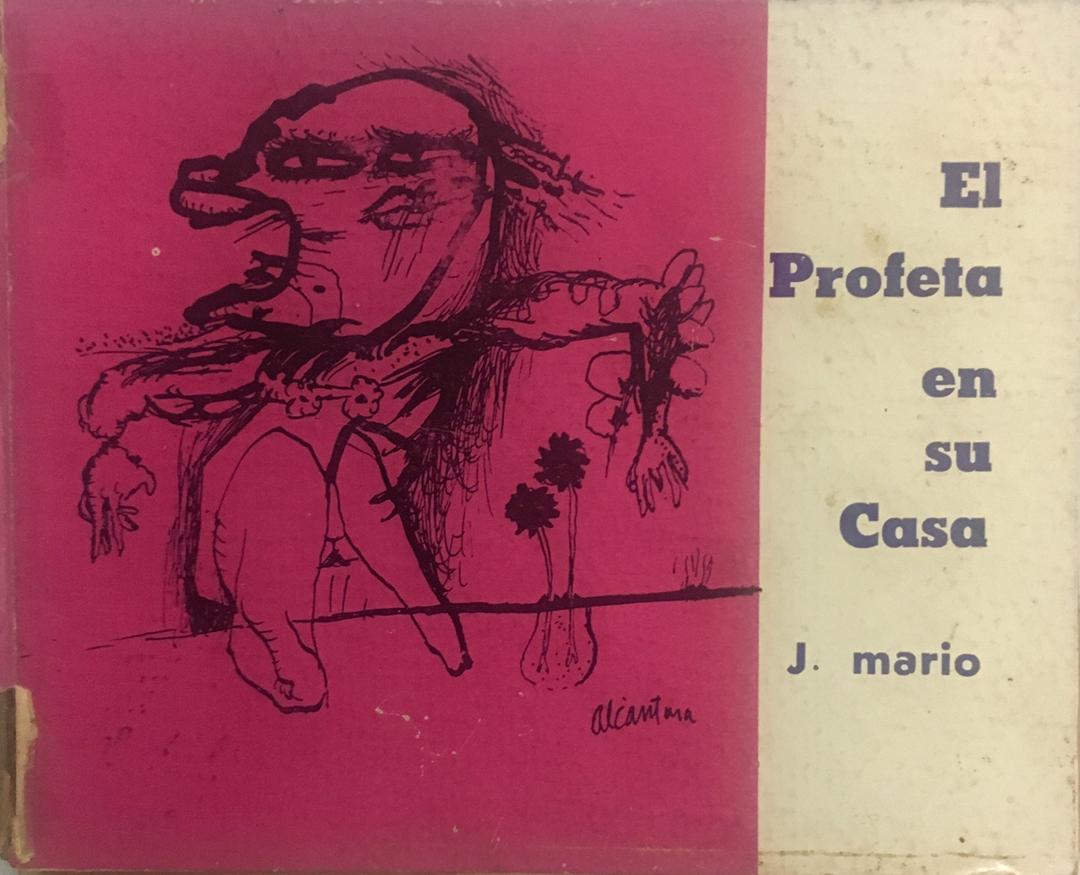 El
Profeta
en
su
Casa
J. mario
alcantara